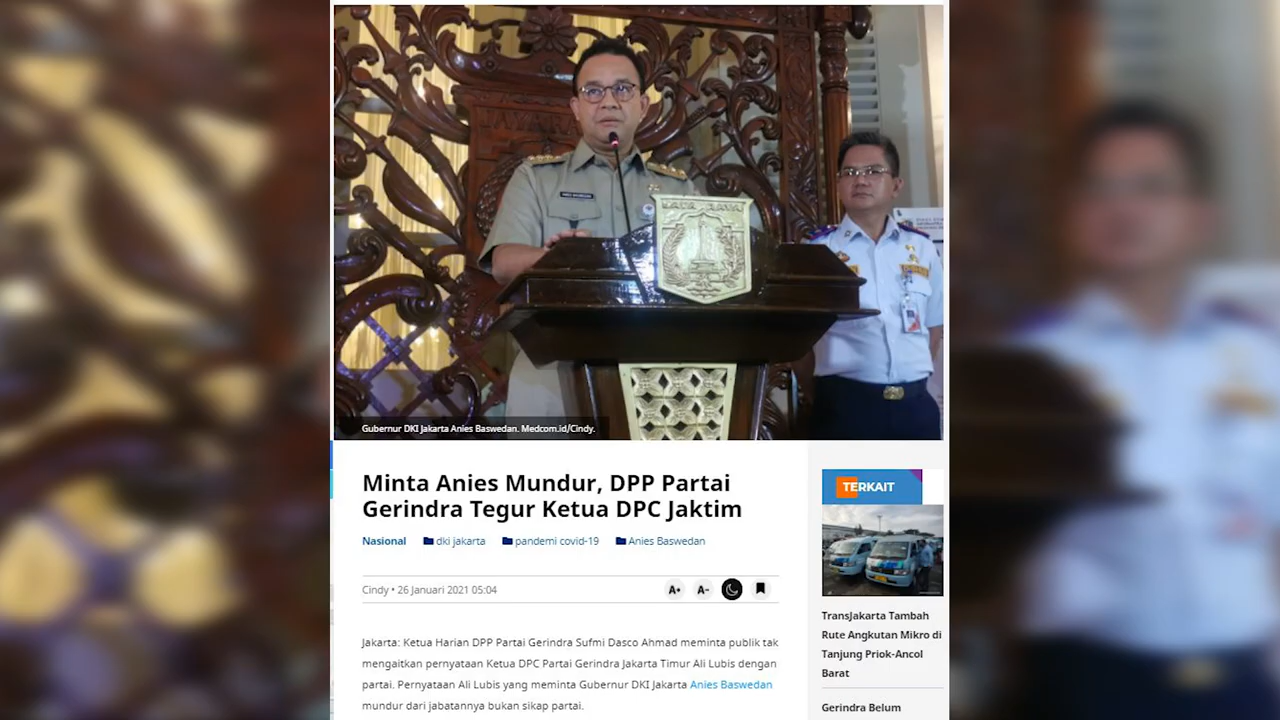 JAYA RAYA
Gubernur DKI Jakarta Anies Baswedan. Medcom.id/Cindy.
Minta Anies Mundur, DPP Partai
Gerindra Tegur Ketua DPC Jaktim
Nasional dki jakarta pandemi covid-19 Anies Baswedan
Cindy • 26 Januari 2021 05:04
A+ A-
Jakarta: Ketua Harian DPP Partai Gerindra Sufmi Dasco Ahmad meminta publik tak
mengaitkan pernyataan Ketua DPC Partai Gerindra Jakarta Timur Ali Lubis dengan
partai. Pernyataan Ali Lubis yang meminta Gubernur DKI Jakarta Anies Baswedan
mundur dari jabatannya bukan sikap partai.
TERKAIT
TransJakarta Tambah
Rute Angkutan Mikro di
Tanjung Priok-Ancol
Barat
Gerindra Belum